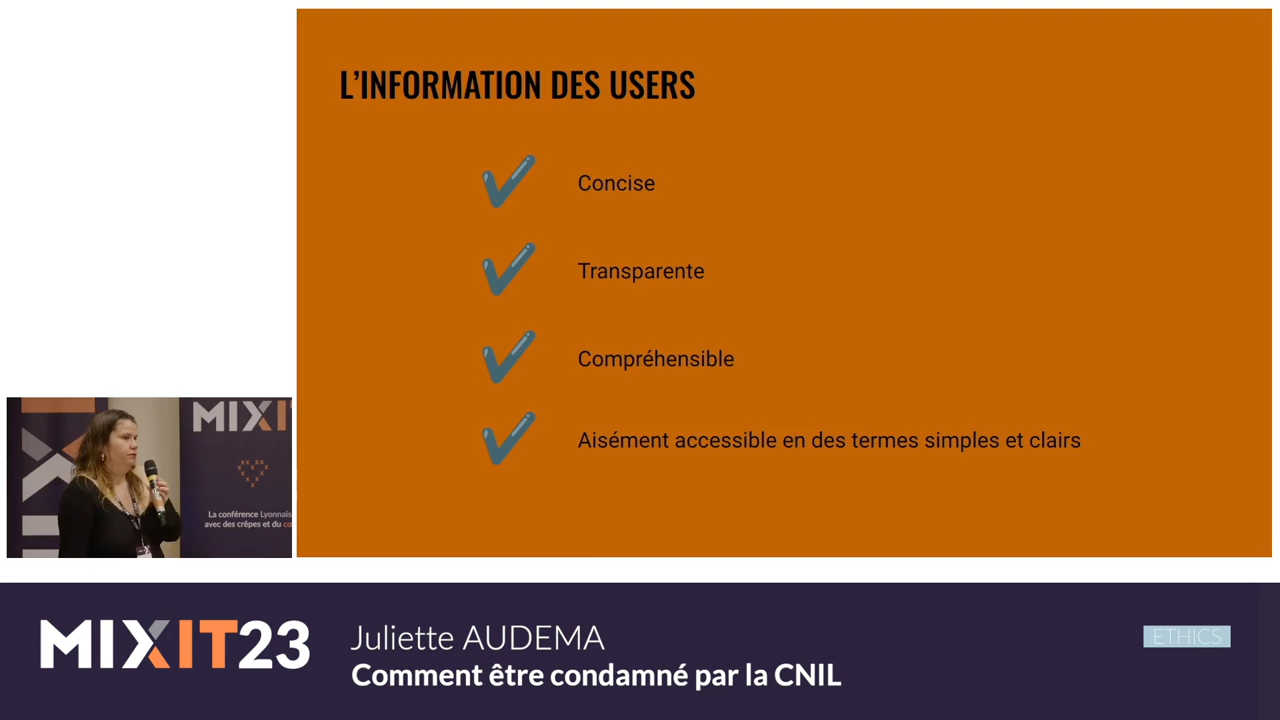 L'INFORMATION DES USERS
Concise
Transparente
Compréhensible
Aisément accessible en des termes simples et clairs
MIXIT
La conférence Lyonnais
avec des crêpes et du
MIXIT23
Juliette AUDEMA
Comment être condamné par la CNIL
ETHICS